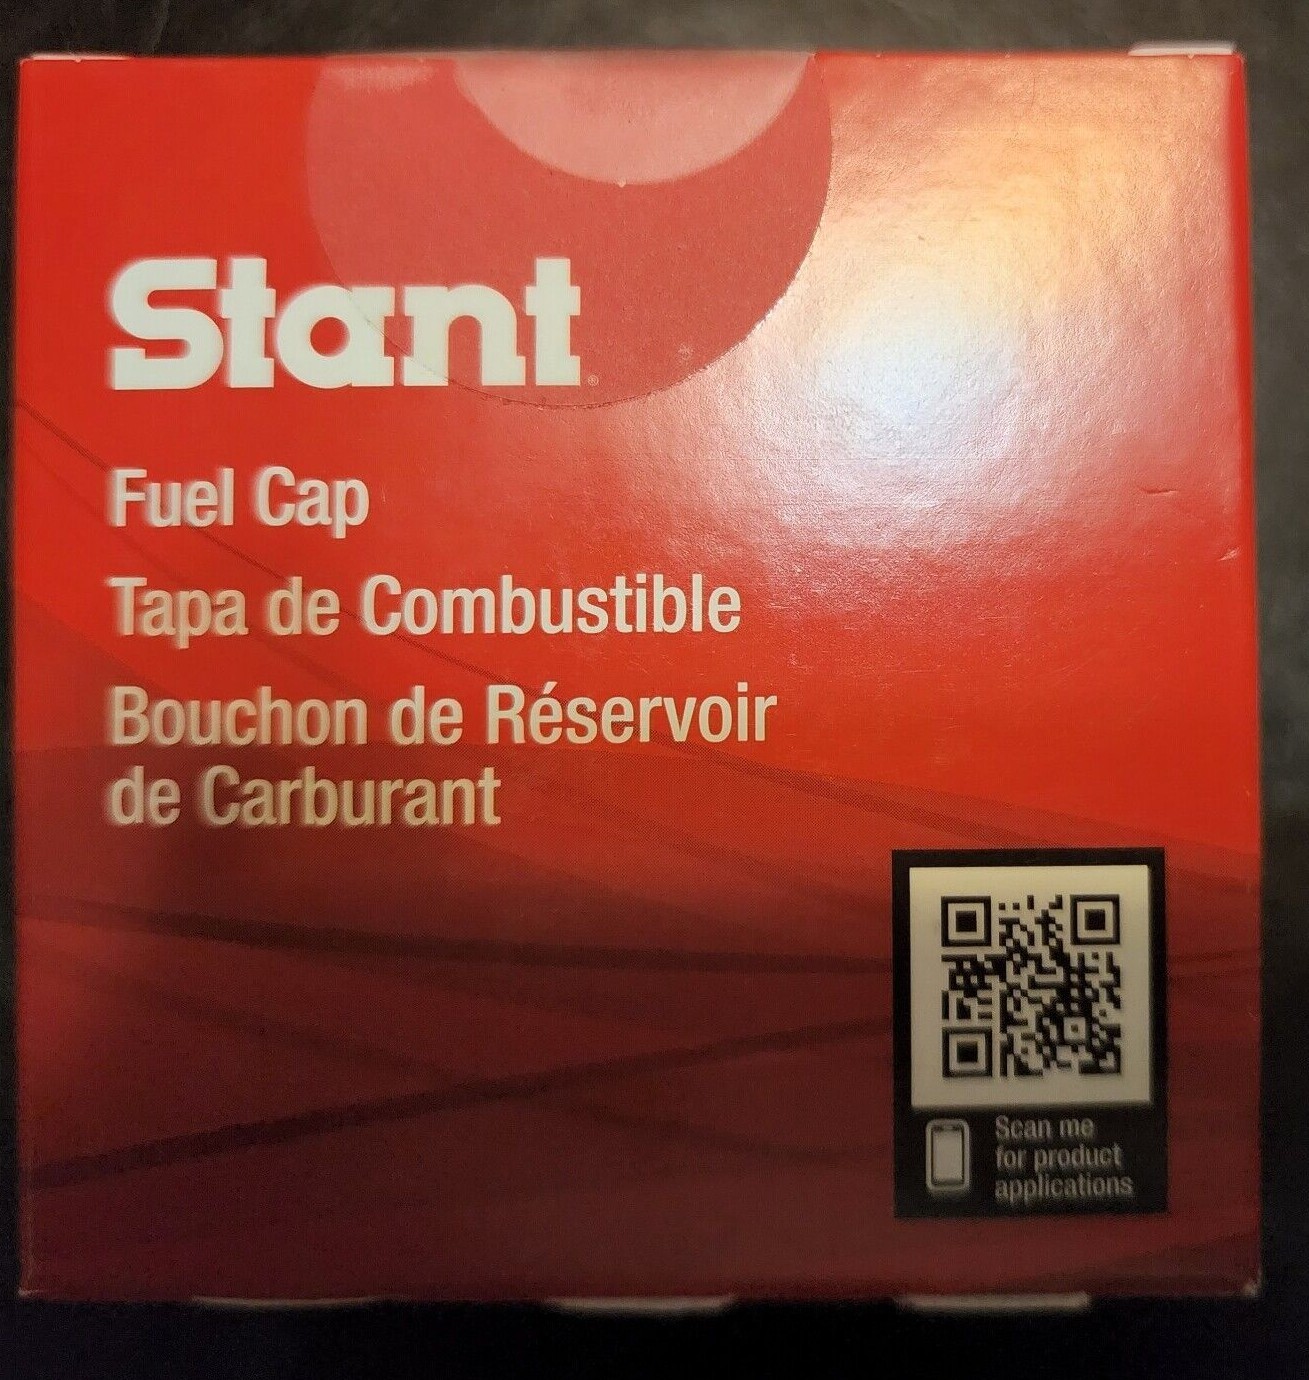 Stant
Fuel Cap
Tapa de Combustible
Bouchon de Réservoir
de Carburant
Scan me
for product
applications